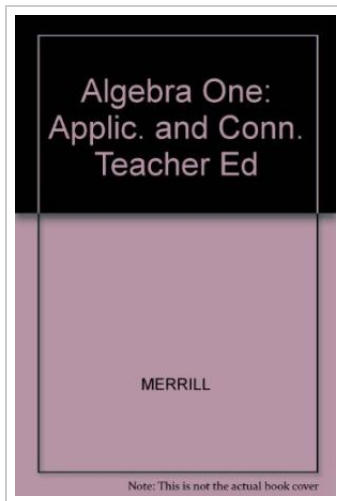 Algebra One:
Applic. and Conn.
Teacher Ed
MERRILL
Note: This is not the actual book cover